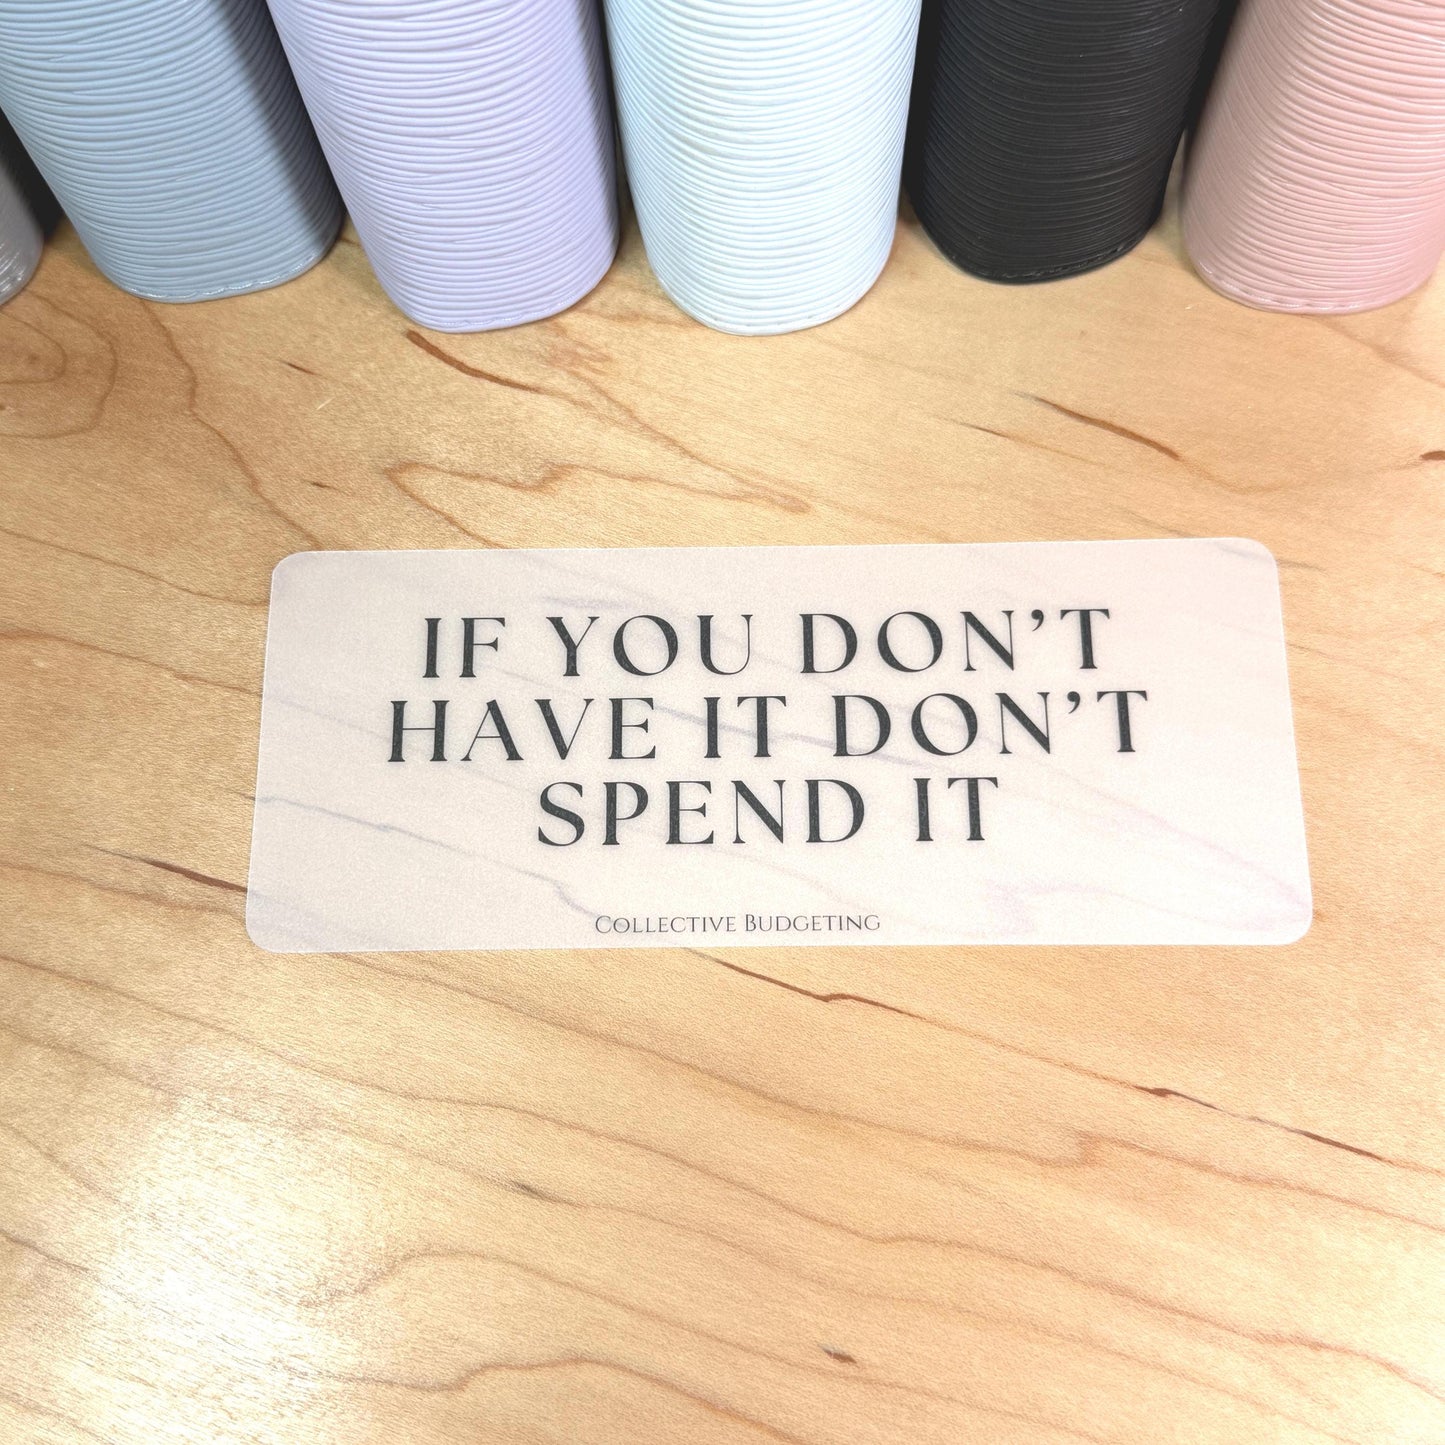 IF YOU DON'T
HAVE IT DON'T
SPEND IT
COLLECTIVE BUDGETING